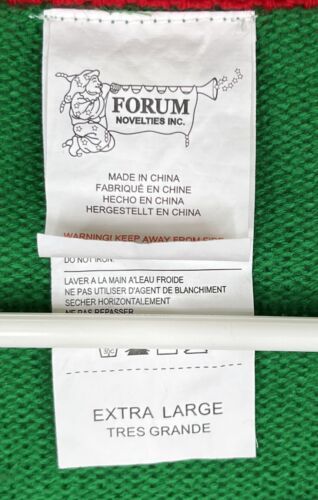 FORUM
NOVELTIES INC.
MADE IN CHINA
FABRIQUÉ EN CHINE
HECHO EN CHINA
HERGESTELLT EN CHINA
WARNING! KEEP AWAY FROM FIRE
DO NOT IRON.
LAVER A LA MAIN A'LEAU FROIDE
NE PAS UTILISER D'AGENT DE BLANCHIMENT
SECHER HORIZONTALEMENT
NE PAS REPASSER
EXTRA LARGE
TRES GRANDE